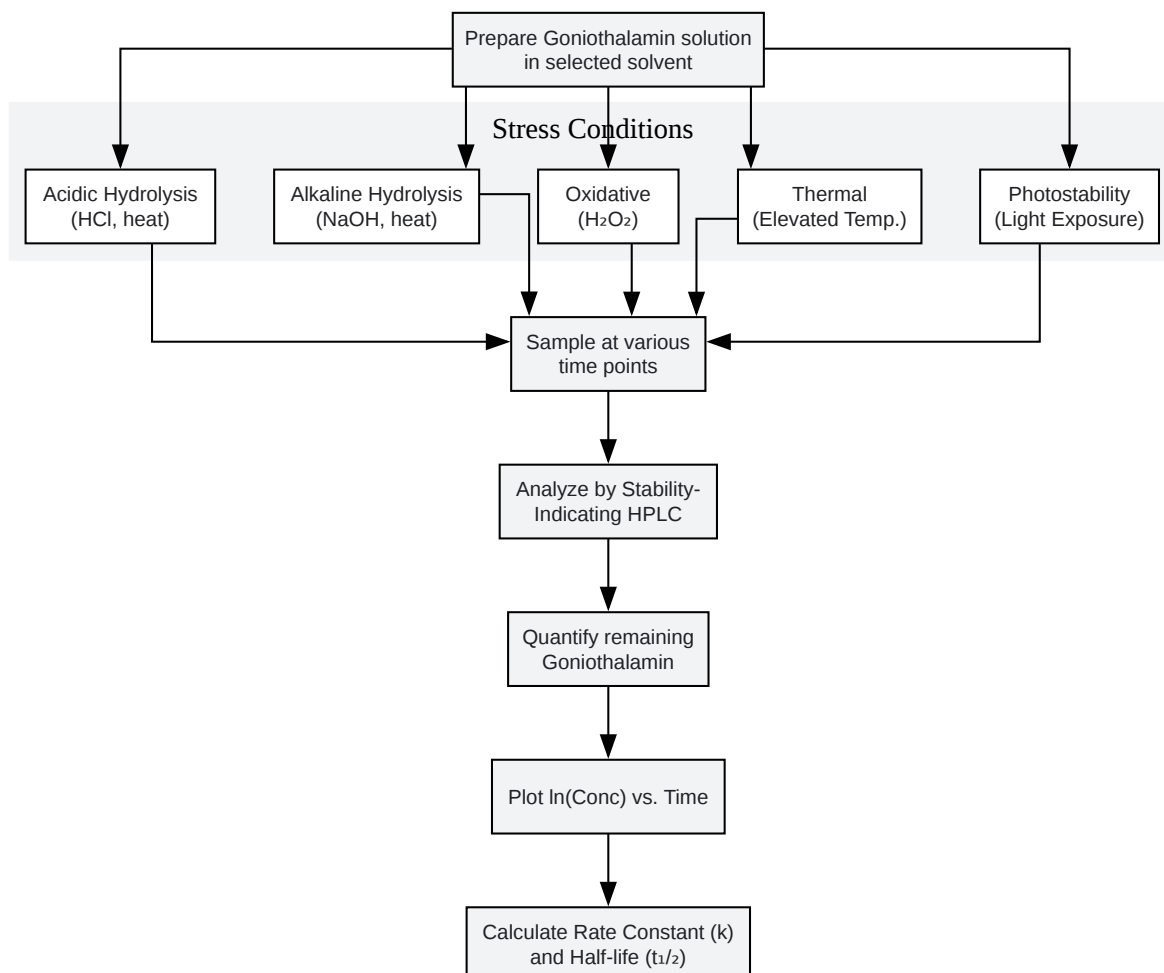 Prepare Goniothalamin solution
in selected solvent
Stress Conditions
Acidic Hydrolysis
(HCl, heat)
Alkaline Hydrolysis
(NaOH, heat)
Oxidative
(H₂O₂)
Thermal
(Elevated Temp.)
Photostability
(Light Exposure)
Sample at various
time points
Analyze by Stability-
Indicating HPLC
Quantify remaining
Goniothalamin
Plot ln(Conc) vs. Time
Calculate Rate Constant (k)
and Half-life (t₁/₂)